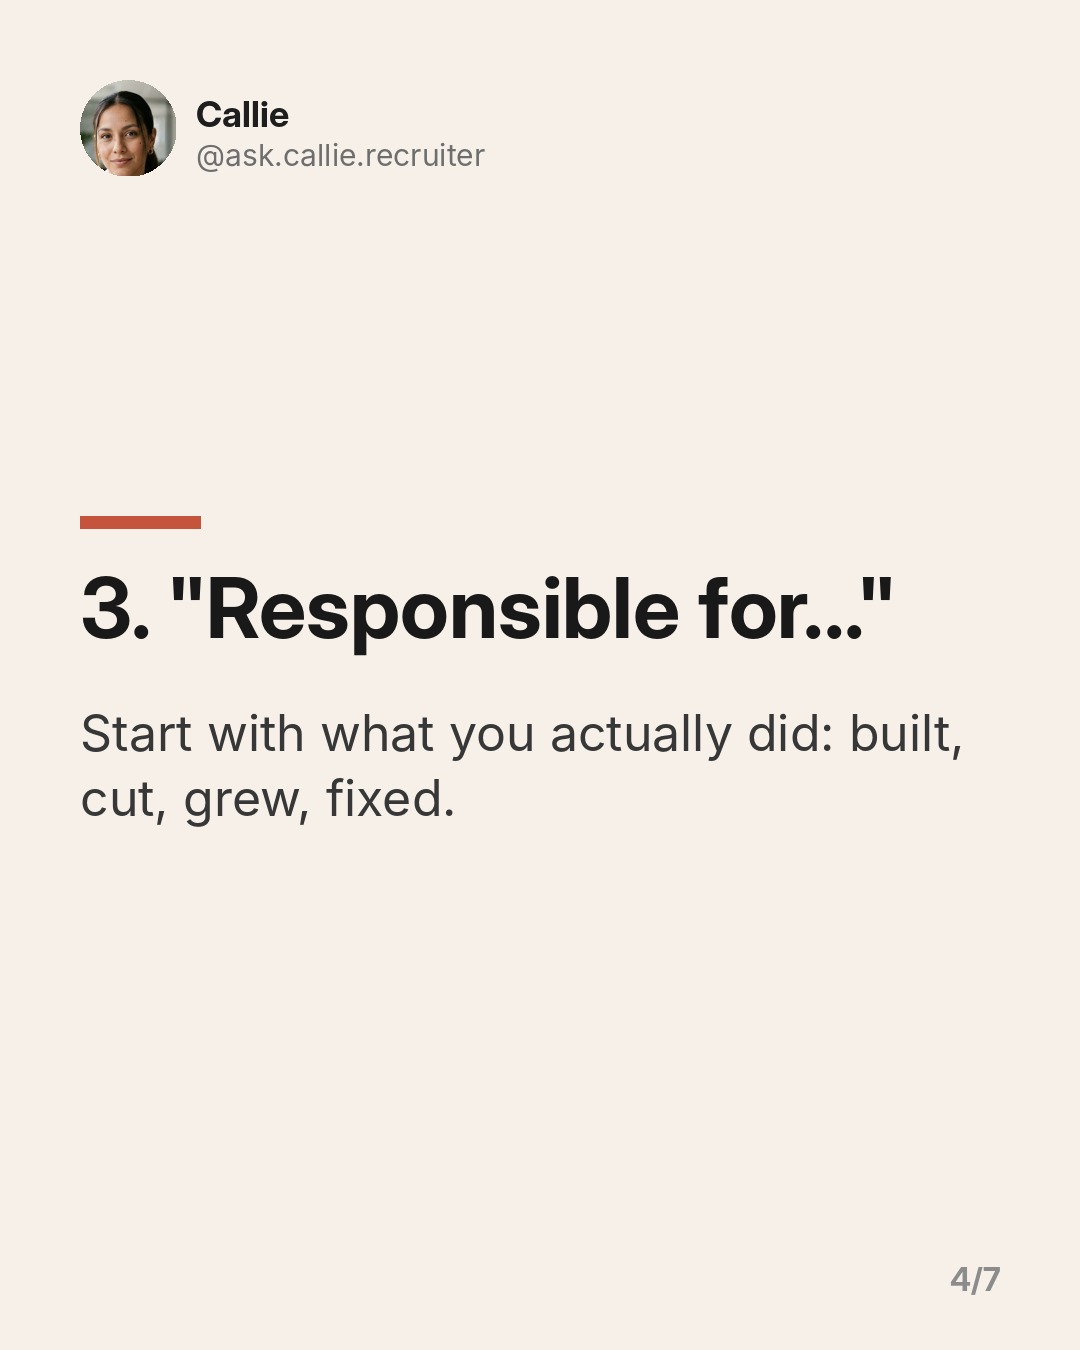 Callie
@ask.callie.recruiter
3. "Responsible for..."
Start with what you actually did: built,
cut, grew, fixed.
4/7